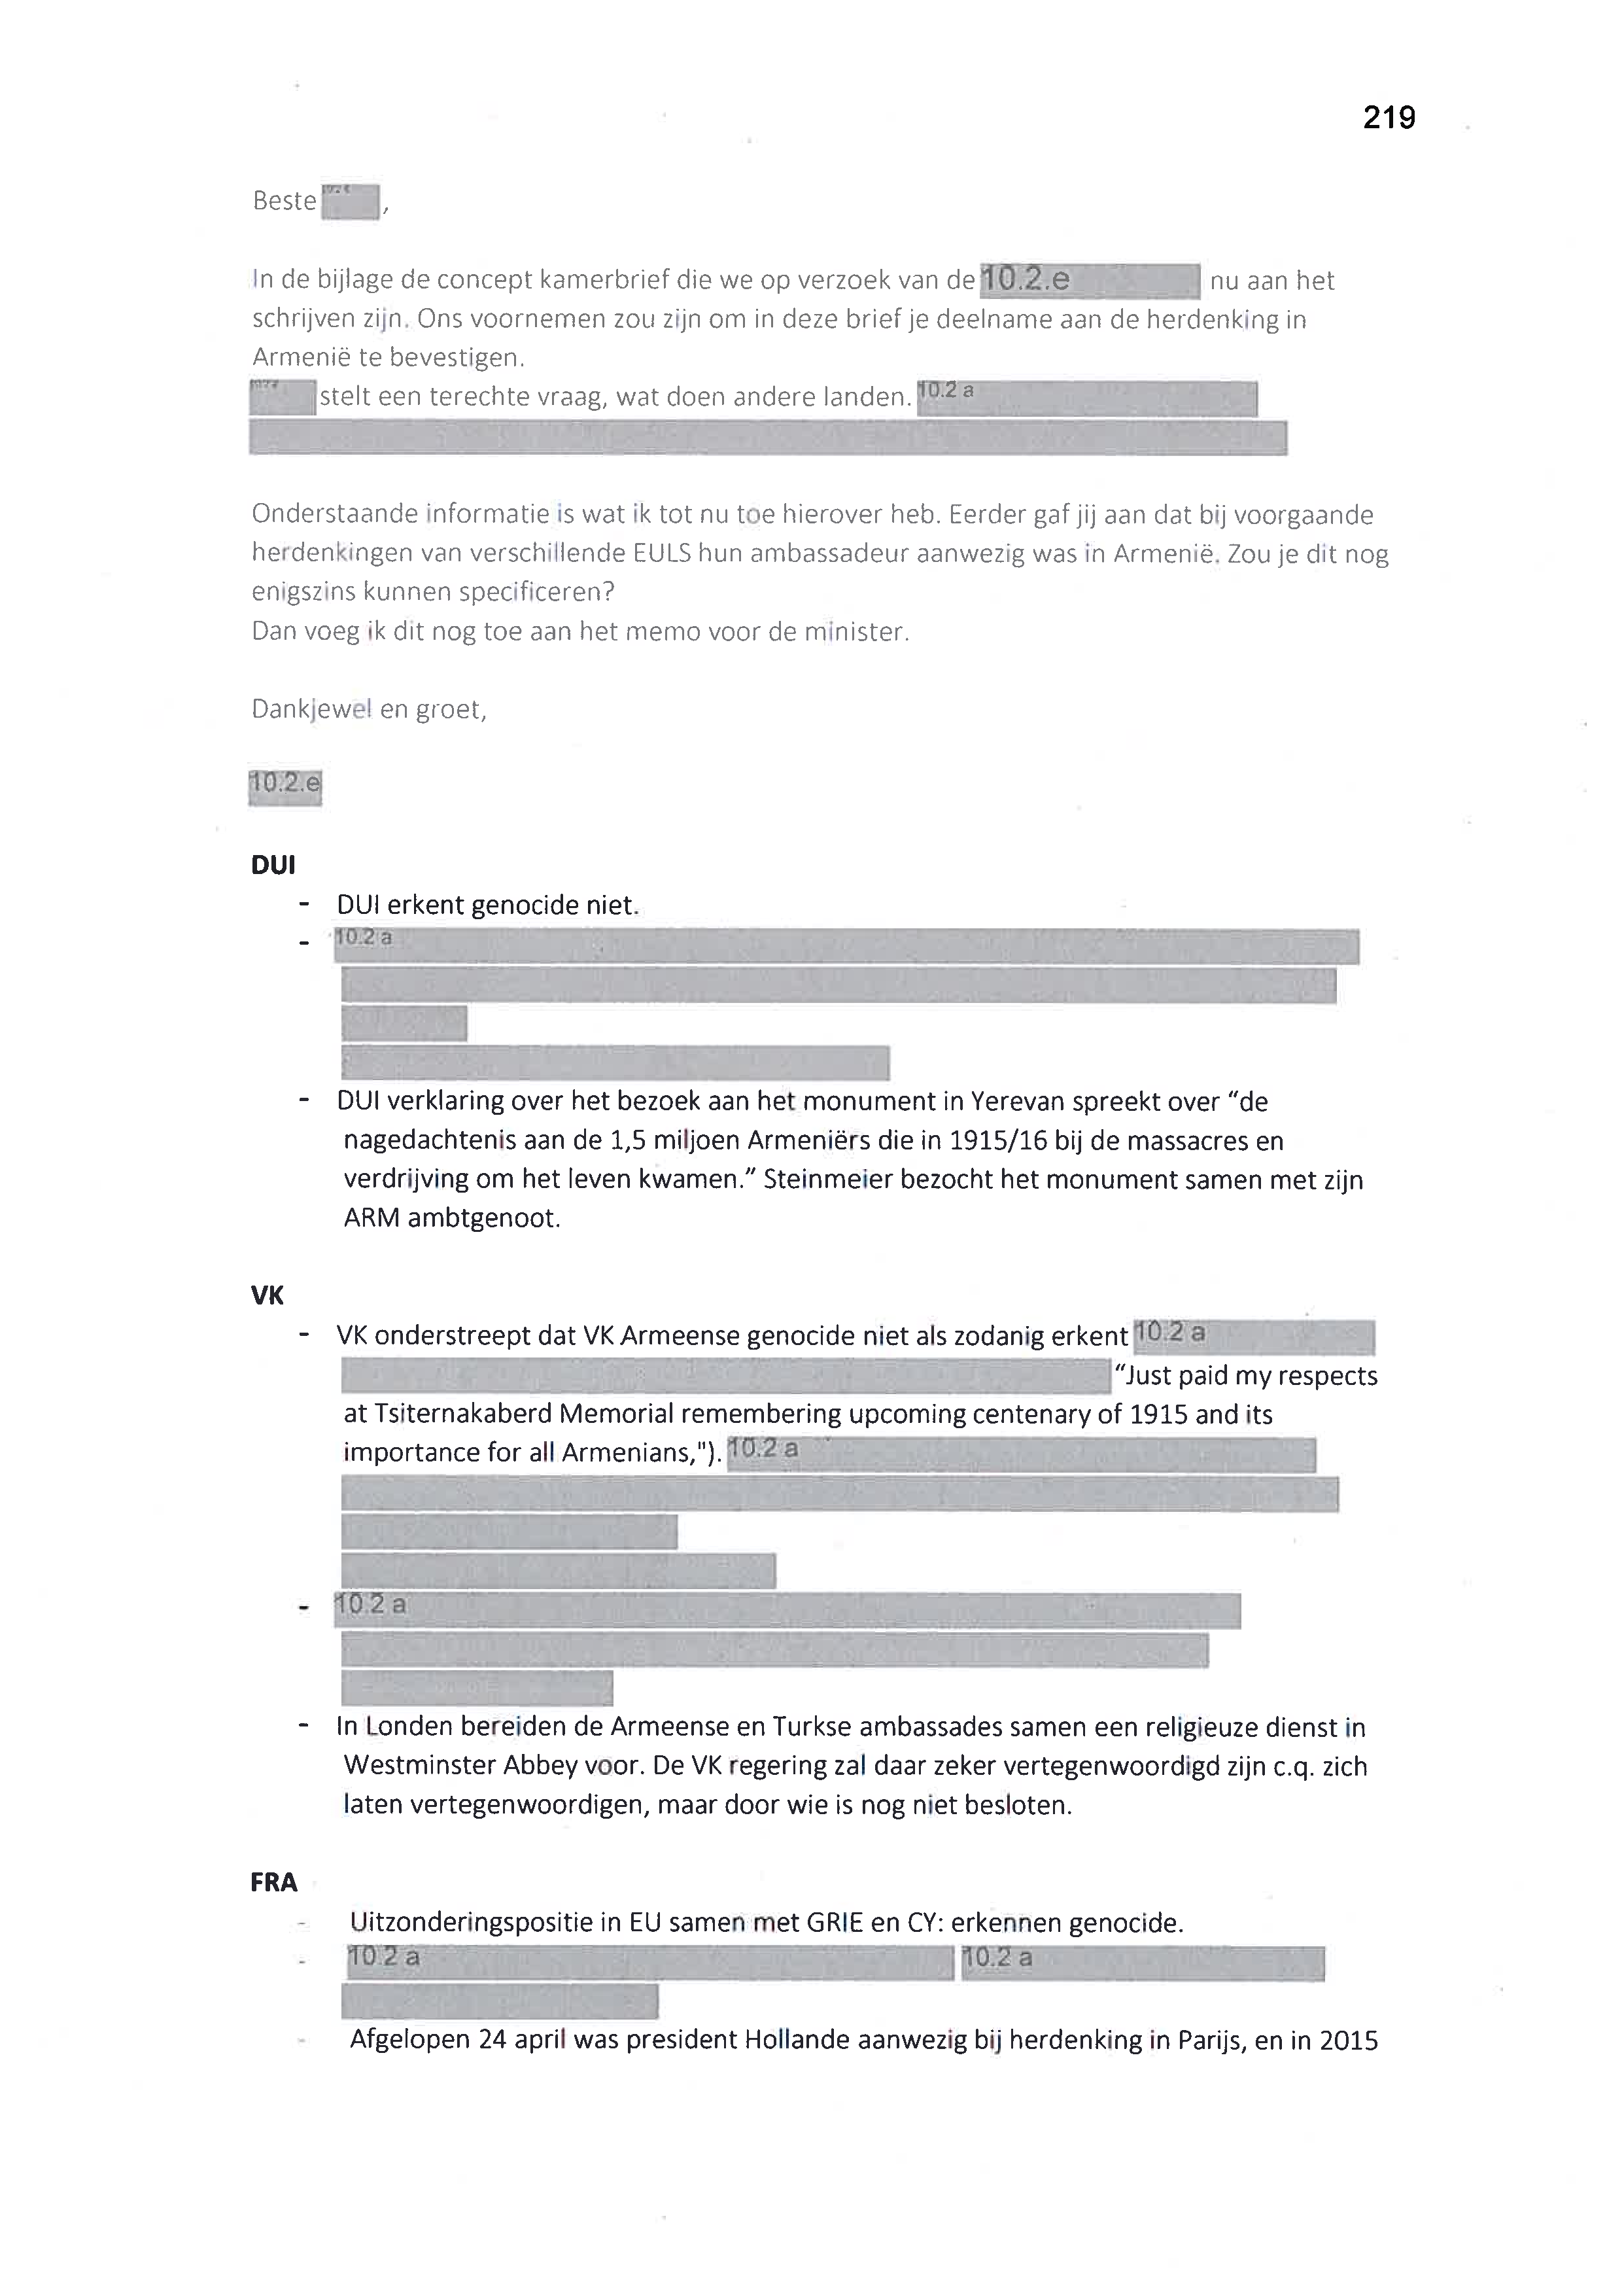 219
Beste 10.2.e,
In de bijlage de concept kamerbrief die we op verzoek van de 10.2.e nu aan het
schrijven zijn. Ons voornemen zou zijn om in deze brief je deelname aan de herdenking in
Armenië te bevestigen.
stelt een terechte vraag, wat doen andere landen. 10.2 a
Onderstaande informatie is wat ik tot nu toe hierover heb. Eerder gaf jij aan dat bij voorgaande
herdenkingen van verschillende EULS hun ambassadeur aanwezig was in Armenië. Zou je dit nog
enigszins kunnen specificeren?
Dan voeg ik dit nog toe aan het memo voor de minister.
Dankjewel en groet,
10.2.e
DUI
- DUI erkent genocide niet.
- 10.2 a
- DUI verklaring over het bezoek aan het monument in Yerevan spreekt over "de
nagedachtenis aan de 1,5 miljoen Armeniërs die in 1915/16 bij de massacres en
verdrijving om het leven kwamen." Steinmeier bezocht het monument samen met zijn
ARM ambtgenoot.
VK
- VK onderstreept dat VK Armeense genocide niet als zodanig erkent 10.2 a
"Just paid my respects
at Tsiternakaberd Memorial remembering upcoming centenary of 1915 and its
importance for all Armenians,"). 10.2 a
- 10.2 a
- In Londen bereiden de Armeense en Turkse ambassades samen een religieuze dienst in
Westminster Abbey voor. De VK regering zal daar zeker vertegenwoordigd zijn c.q. zich
laten vertegenwoordigen, maar door wie is nog niet besloten.
FRA
- Uitzonderingspositie in EU samen met GRIE en CY: erkennen genocide.
- 10.2 a 10.2 a
- Afgelopen 24 april was president Hollande aanwezig bij herdenking in Parijs, en in 2015